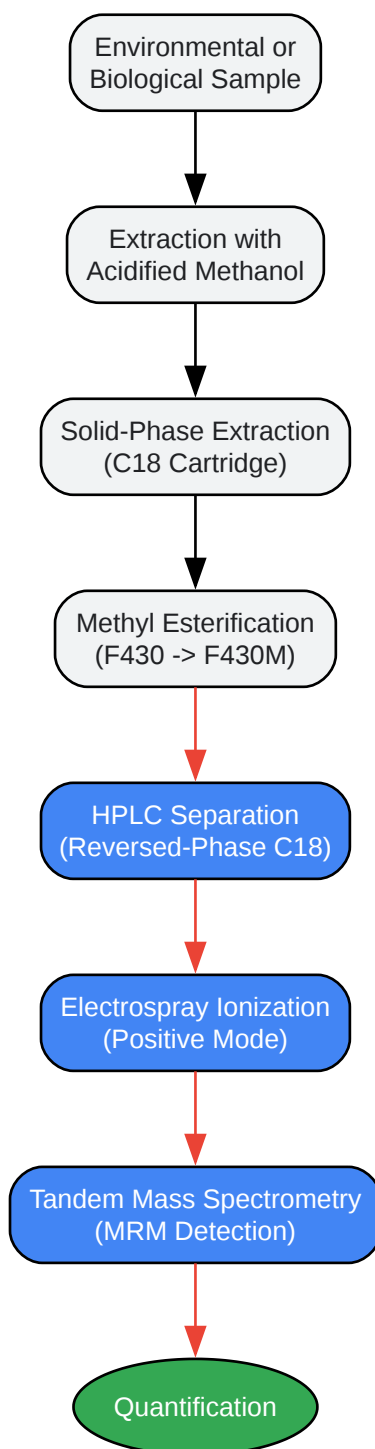 Environmental or
Biological Sample
Extraction with
Acidified Methanol
Solid-Phase Extraction
(C18 Cartridge)
Methyl Esterification
(F430 -> F430M)
HPLC Separation
(Reversed-Phase C18)
Electrospray Ionization
(Positive Mode)
Tandem Mass Spectrometry
(MRM Detection)
Quantification